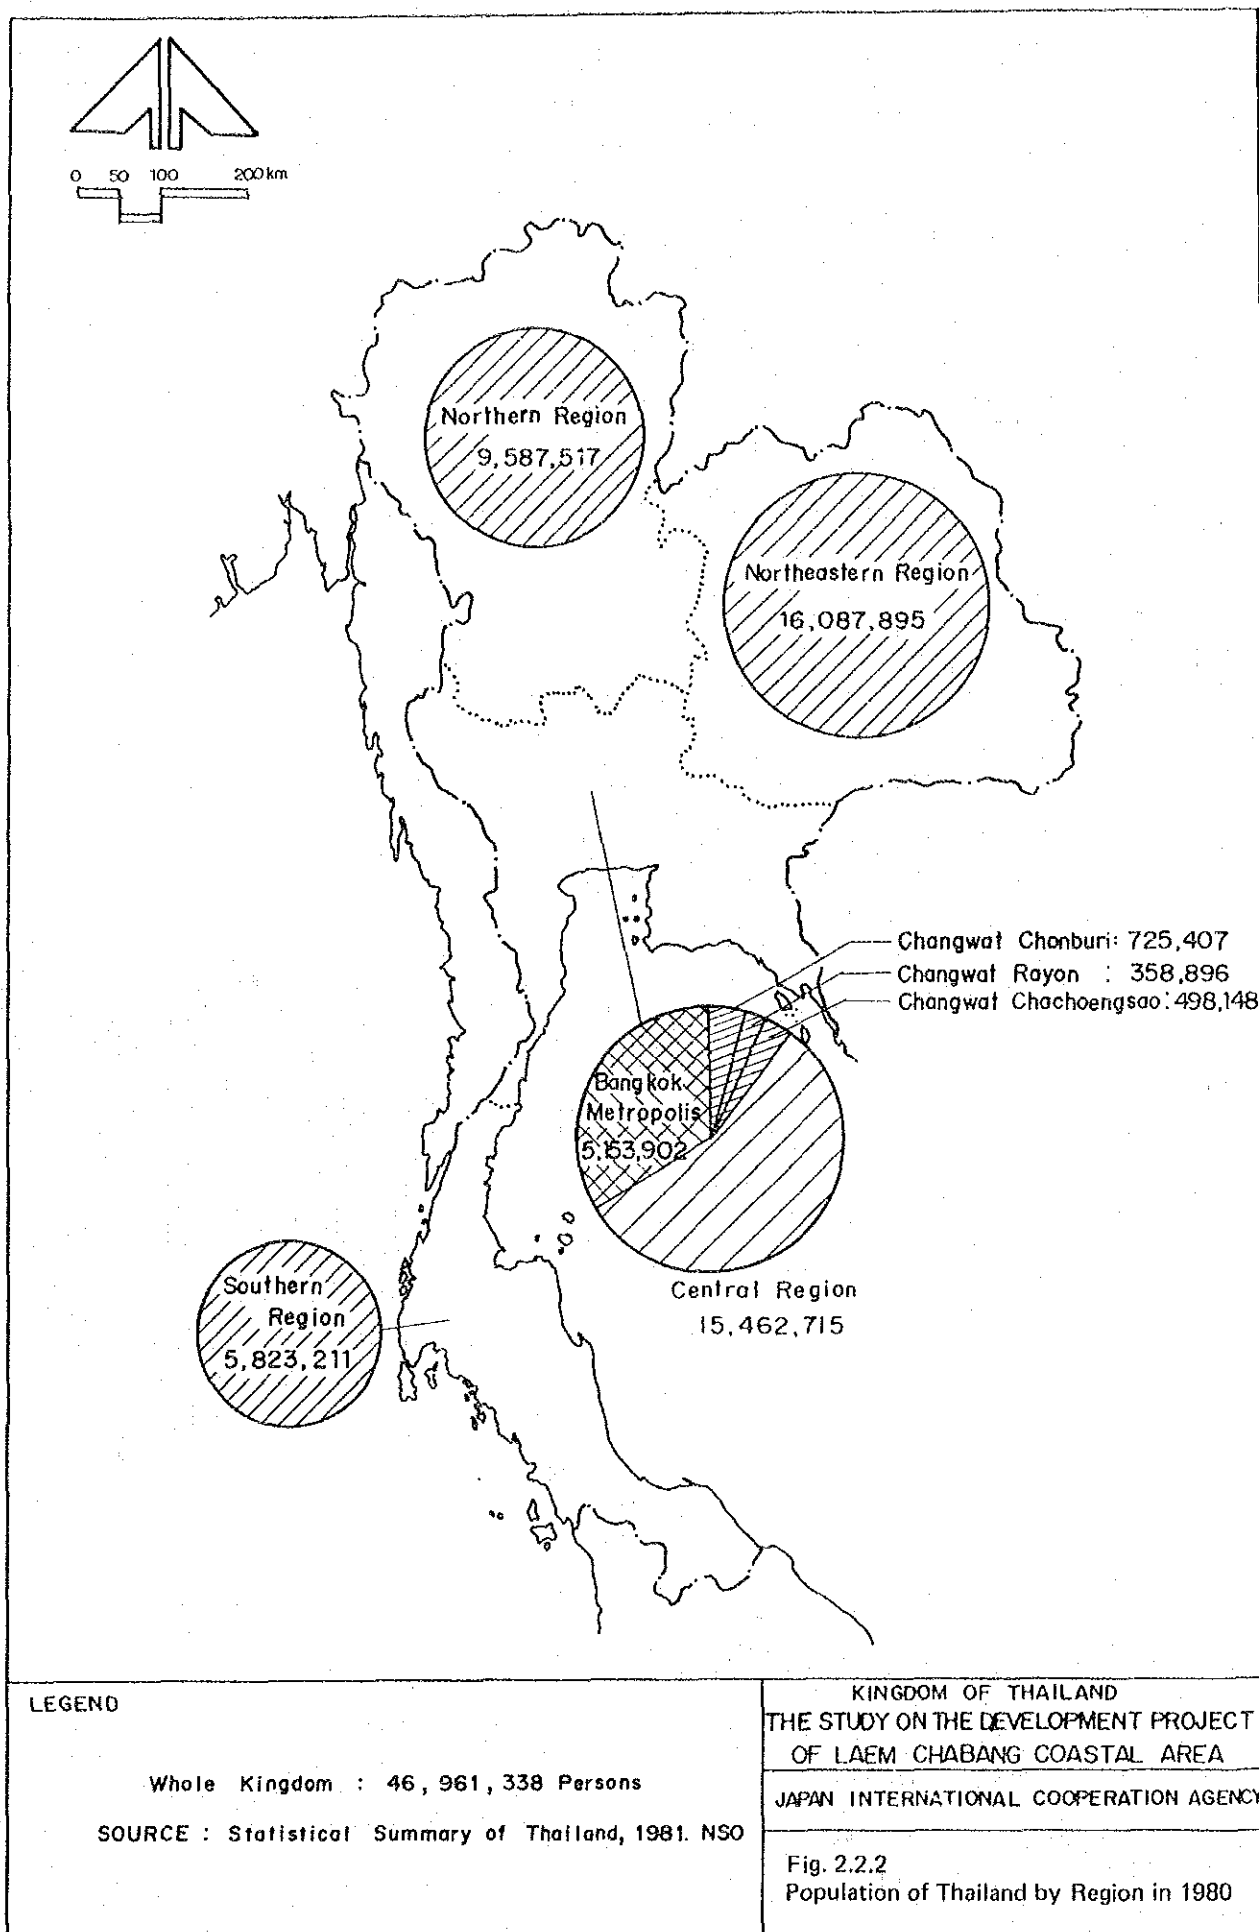 0 50 100 200 km
Northern Region
9,587,517
Northeastern Region
16,087,895
Changwat Chonburi: 725,407
Changwat Rayon : 358,896
Changwat Chachoengsao: 498,148
Bangkok
Metropolis
5,153,902
Central Region
15,462,715
Southern
Region
5,823,211
LEGEND
Whole Kingdom : 46,961,338 Persons
SOURCE : Statistical Summary of Thailand, 1981. NSO
KINGDOM OF THAILAND
THE STUDY ON THE DEVELOPMENT PROJECT
OF LAEM CHABANG COASTAL AREA
JAPAN INTERNATIONAL COOPERATION AGENCY
Fig. 2.2.2
Population of Thailand by Region in 1980